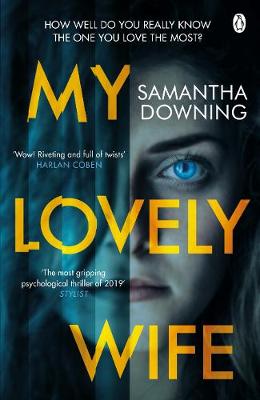 HOW WELL DO YOU REALLY KNOW
THE ONE YOU LOVE THE MOST?
MY
SAMANTHA
DOWNING
'Wow! Riveting and full of twists'
HARLAN COBEN
LOVELY
'The most gripping
psychological thriller of 2019'
STYLIST
WIFE